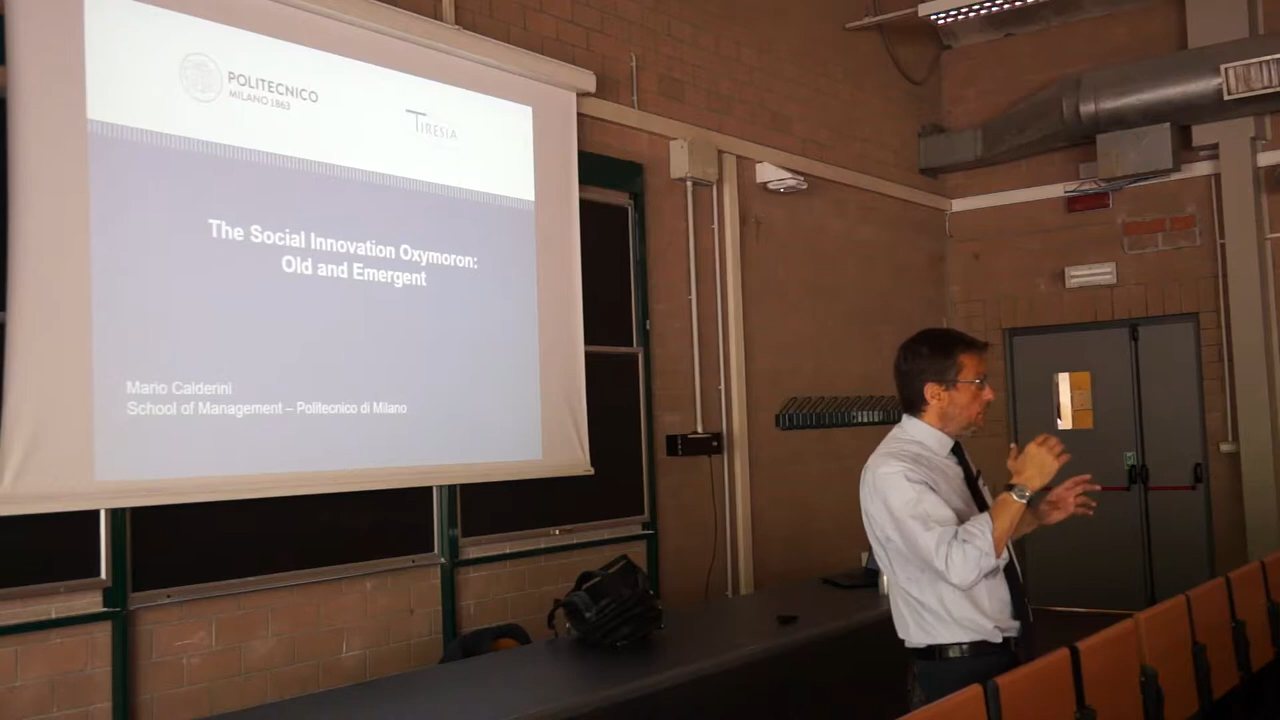 POLITECNICO
MILANO 1863
TIRESIA
The Social Innovation Oxymoron:
Old and Emergent
Mario Calderini
School of Management – Politecnico di Milano